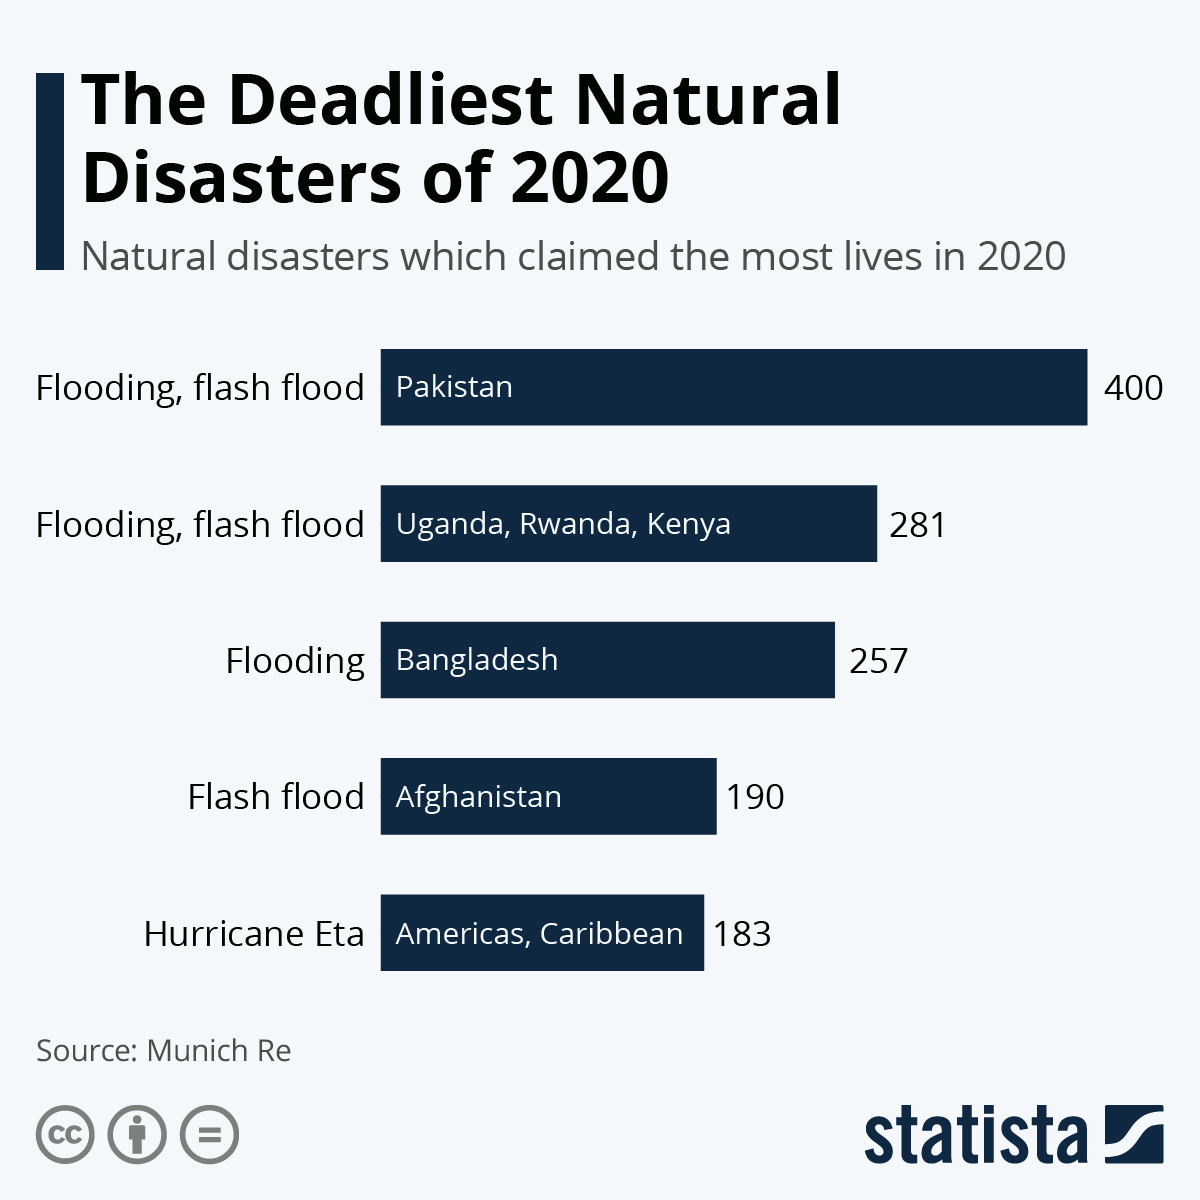 The Deadliest Natural
Disasters of 2020
Natural disasters which claimed the most lives in 2020
Flooding, flash flood Pakistan 400
Flooding, flash flood Uganda, Rwanda, Kenya 281
Flooding Bangladesh 257
Flash flood Afghanistan 190
Hurricane Eta Americas, Caribbean 183
Source: Munich Re
cc =
statista